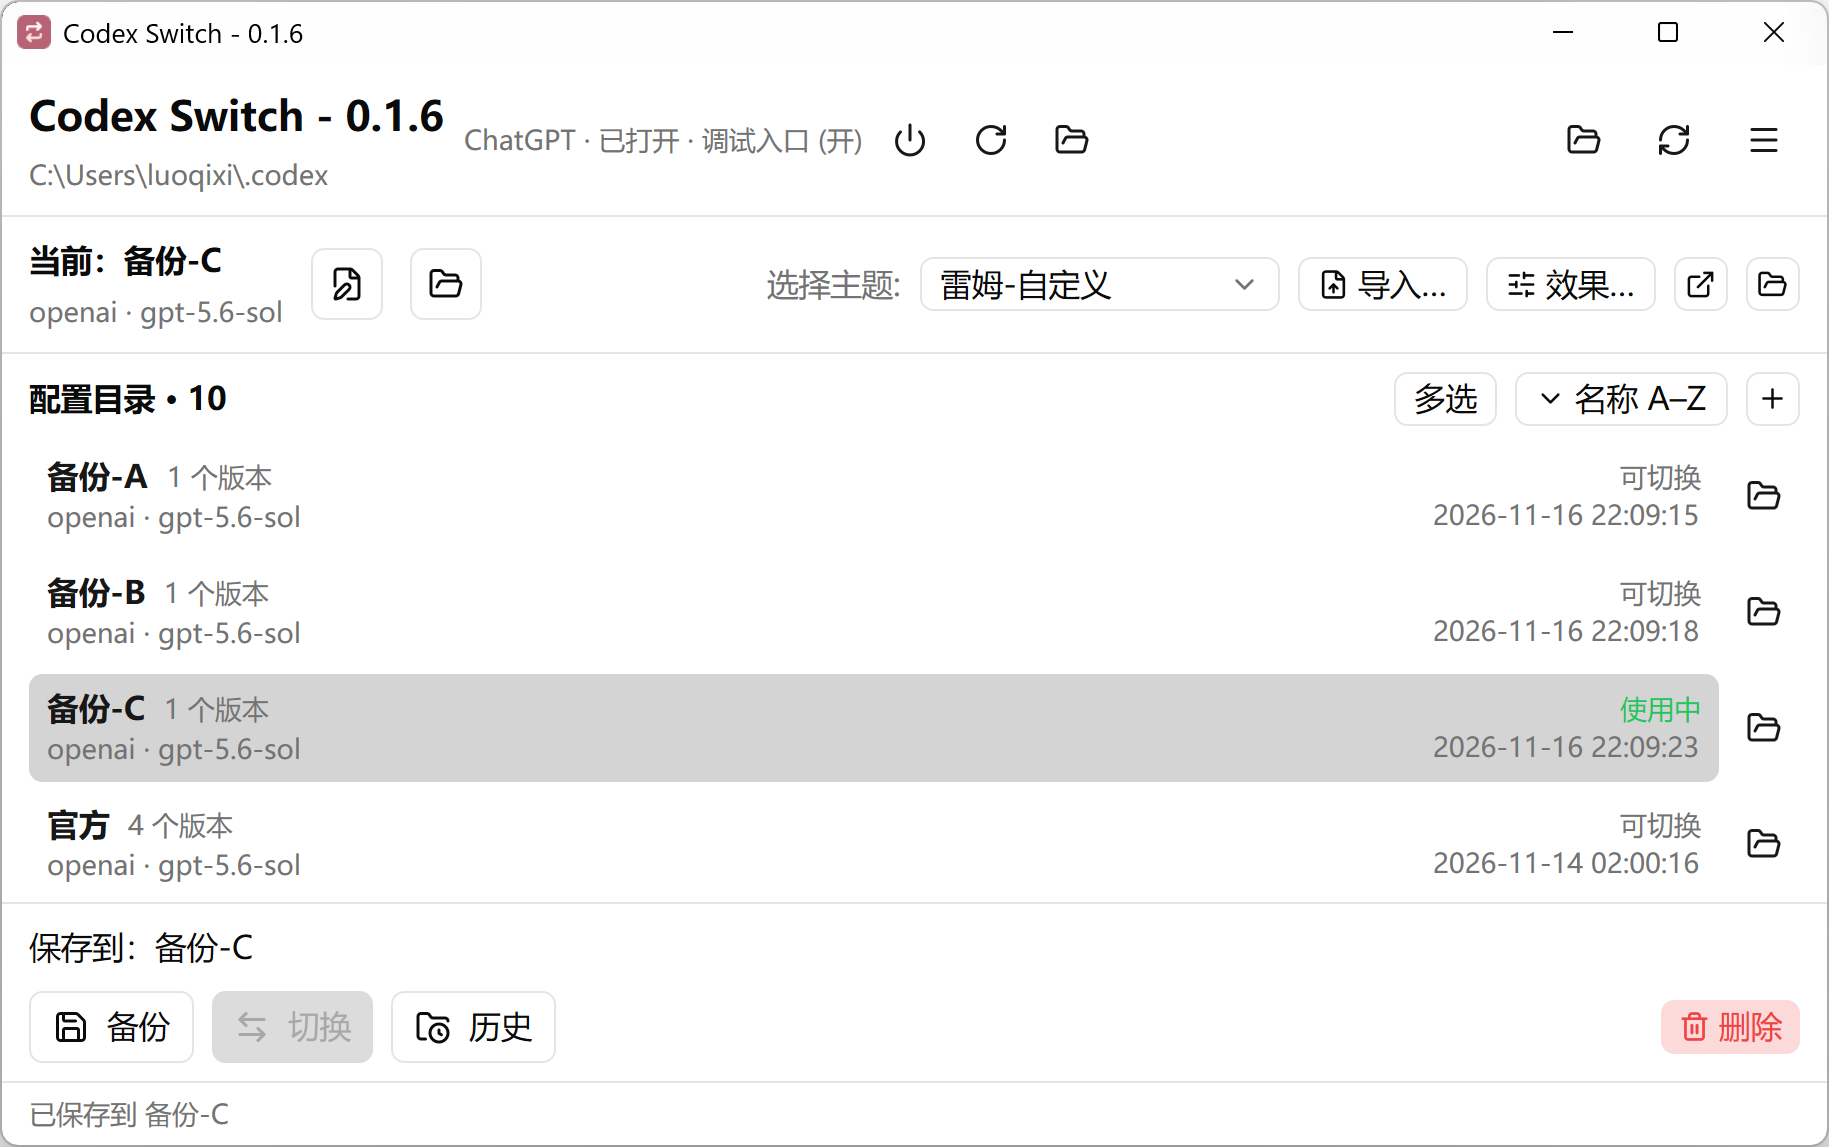 Codex Switch - 0.1.6
Codex Switch - 0.1.6
ChatGPT · 已打开 · 调试入口 (开)
C:\Users\luoqixi\.codex
当前：备份-C
openai · gpt-5.6-sol
选择主题:
雷姆-自定义
导入...
效果...
配置目录 • 10
多选
名称 A–Z
备份-A 1 个版本
可切换
openai · gpt-5.6-sol
2026-11-16 22:09:15
备份-B 1 个版本
可切换
openai · gpt-5.6-sol
2026-11-16 22:09:18
备份-C 1 个版本
使用中
openai · gpt-5.6-sol
2026-11-16 22:09:23
官方 4 个版本
可切换
openai · gpt-5.6-sol
2026-11-14 02:00:16
保存到：备份-C
备份
切换
历史
删除
已保存到 备份-C